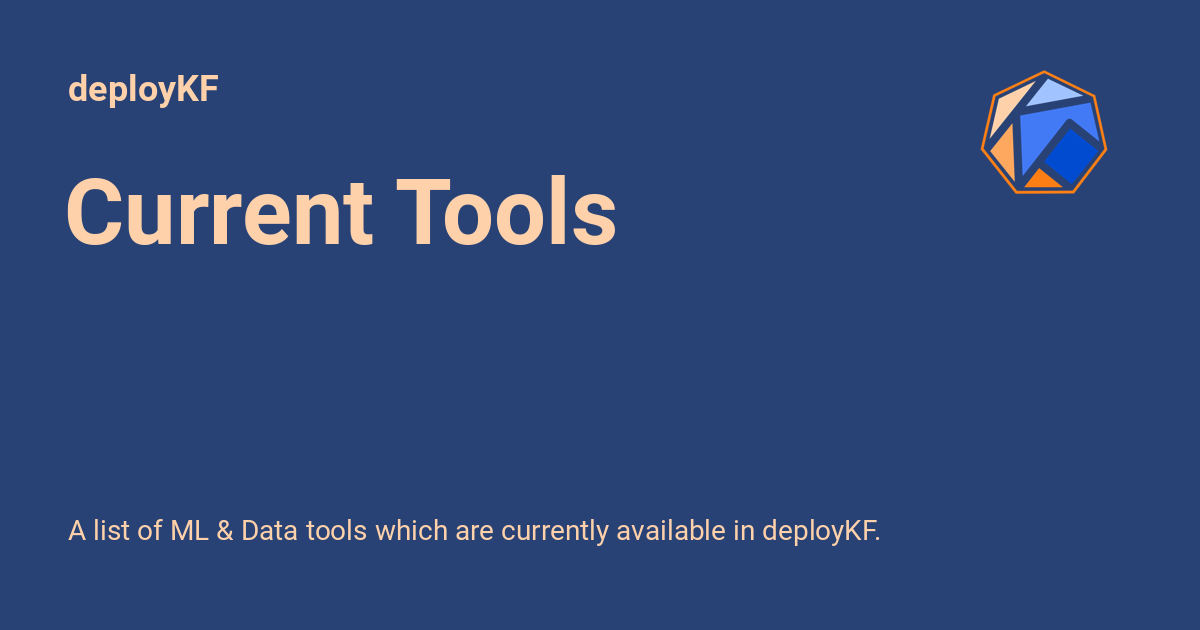 deployKF
Current Tools
A list of ML & Data tools which are currently available in deployKF.